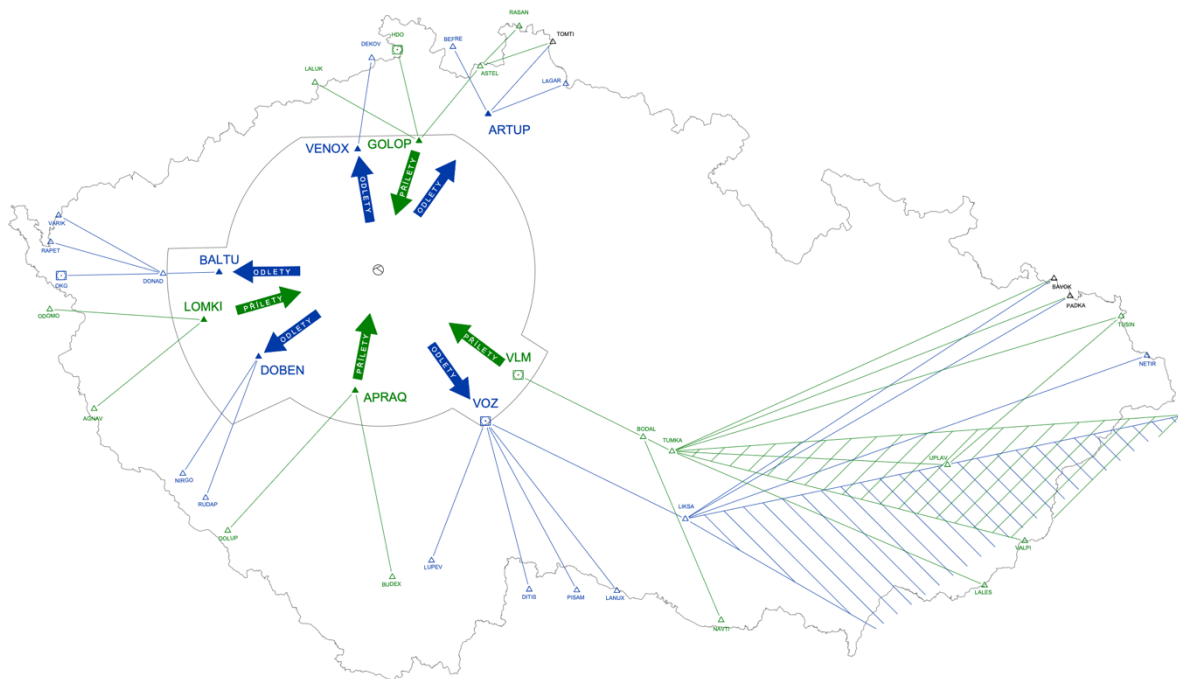 RASAN
HDO
TOMTI
BEFRE
DEKOV
ASTEL
LALUK
LAGAR
ARTUP
GOLOP
VENOX
PŘÍLETY
ODLETY
ODLETY
VARIK
RAPET
BALTU
ODLETY
DONAD
DKG
BAVOK
PADKA
LOMKI
PŘÍLETY
ODOMO
TUSIN
ODLETY
PŘÍLETY
PŘÍLETY
ODLETY
VLM
NETIR
DOBEN
APRAQ
VOZ
AGNAV
BODAL
TUMKA
UPLAV
NIRGO
RUDAP
LIKSA
DOLUP
VALPI
LUPEV
BUDEX
DITIS
PISAM
LANUX
LALES
NAVTI